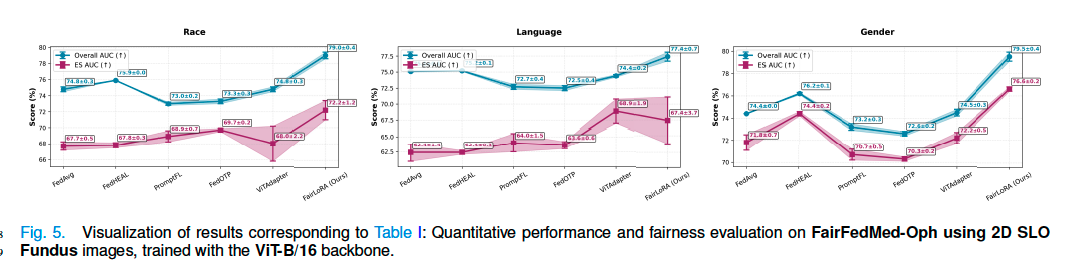 Race
80
78
76
74
72
70
68
66
Score (%)
Overall AUC (↑)
ES AUC (↑)
74.8±0.3
75.9±0.0
73.0±0.2
73.3±0.3
74.8±0.3
79.0±0.4
67.7±0.5
67.8±0.3
68.9±0.7
69.7±0.2
68.0±2.2
72.2±1.2
FedAvg
FedHEAL
PromptFL
FedOTP
ViTAdapter
FairLoRA (Ours)
Language
77.5
75.0
72.5
70.0
67.5
65.0
62.5
Score (%)
Overall AUC (↑)
ES AUC (↑)
72.7±0.4
72.5±0.4
74.4±0.2
77.4±0.7
64.0±1.5
63.6±0.6
68.9±1.9
67.4±3.7
FedAvg
FedHEAL
PromptFL
FedOTP
ViTAdapter
FairLoRA (Ours)
Gender
80
78
76
74
72
70
Score (%)
Overall AUC (↑)
ES AUC (↑)
74.4±0.0
76.2±0.1
73.2±0.3
72.6±0.2
74.5±0.3
79.5±0.4
71.8±0.7
74.4±0.2
70.7±0.5
70.3±0.2
72.2±0.5
76.6±0.2
FedAvg
FedHEAL
PromptFL
FedOTP
ViTAdapter
FairLoRA (Ours)
Fig. 5. Visualization of results corresponding to Table I: Quantitative performance and fairness evaluation on FairFedMed-Oph using 2D SLO
Fundus images, trained with the ViT-B/16 backbone.